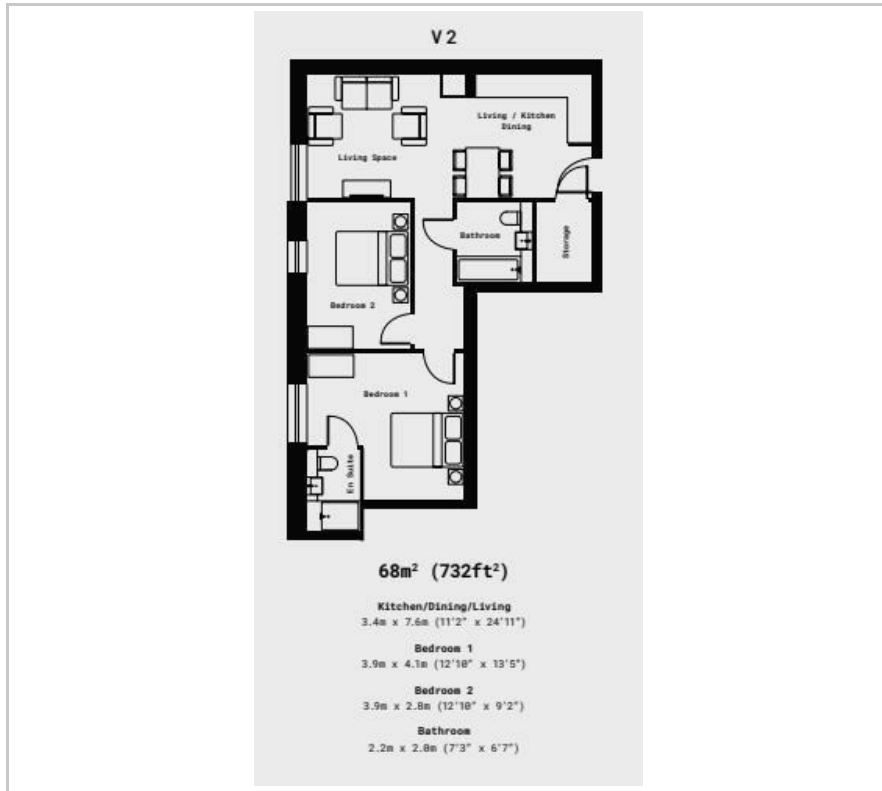 V2
Living / Kitchen
Dining
Living Space
Bathroom
Storage
Bedroom 2
Bedroom 1
En Suite
68m² (732ft²)
Kitchen/Dining/Living
3.4m x 7.6m (11'2" x 24'11")
Bedroom 1
3.9m x 4.1m (12'10" x 13'5")
Bedroom 2
3.9m x 2.8m (12'10" x 9'2")
Bathroom
2.2m x 2.0m (7'3" x 6'7")